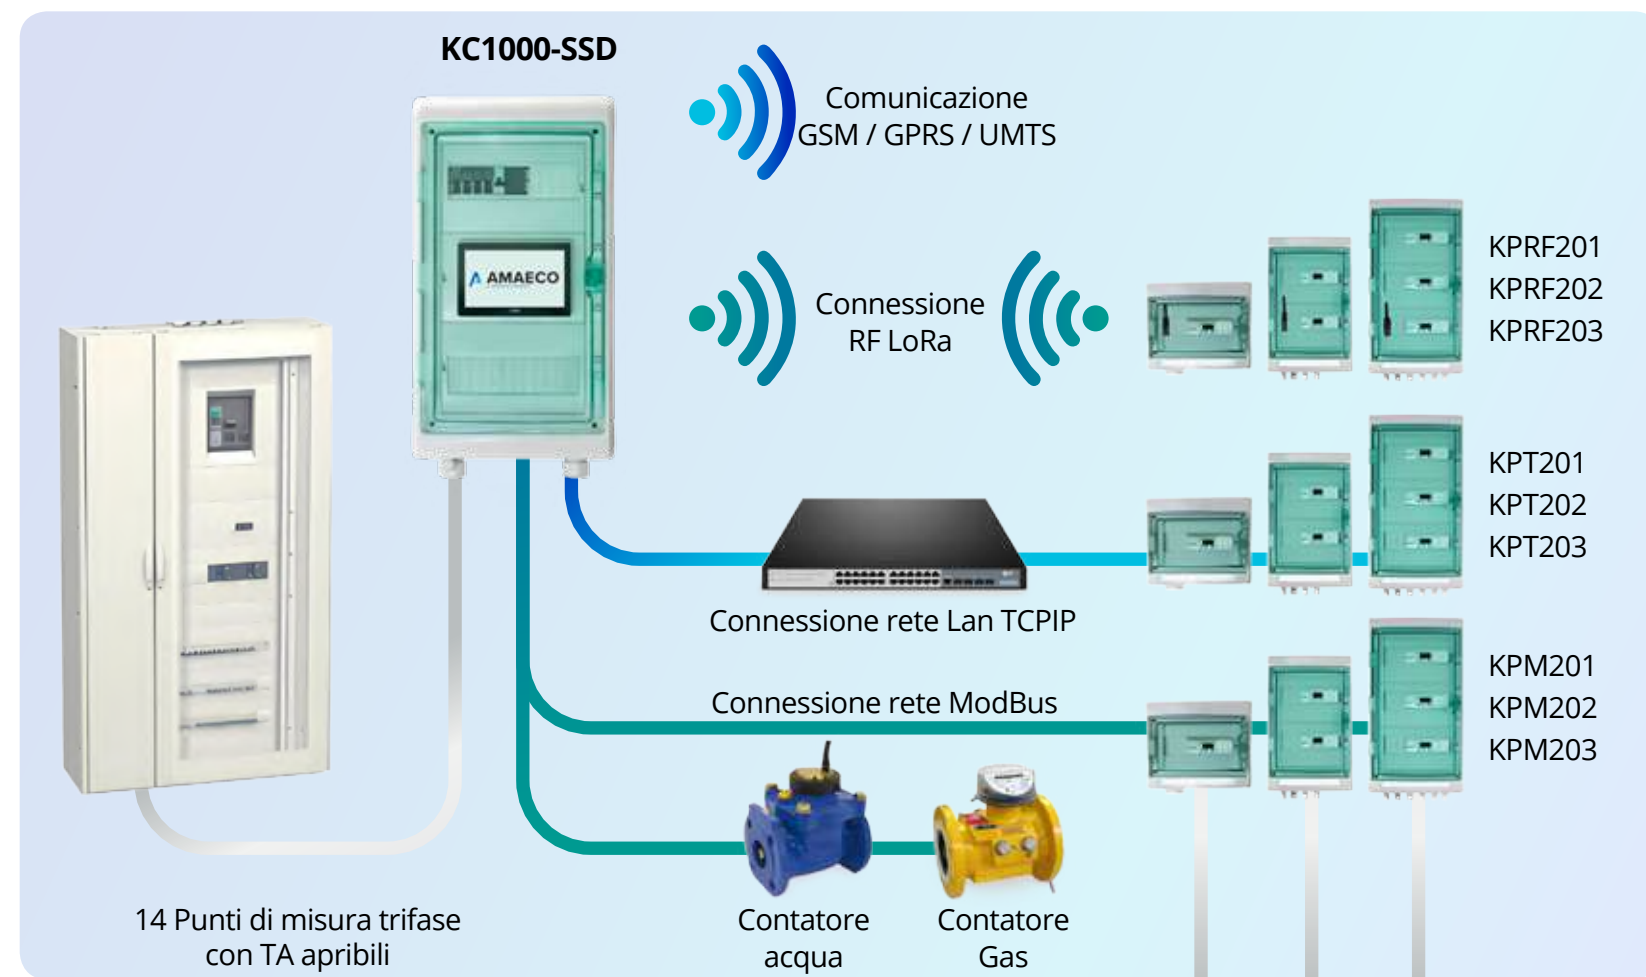 KC1000-SSD
Comunicazione
GSM / GPRS / UMTS
AMAECO
Connessione
RF LoRa
KPRF201
KPRF202
KPRF203
KPT201
KPT202
KPT203
Connessione rete Lan TCPIP
Connessione rete ModBus
KPM201
KPM202
KPM203
14 Punti di misura trifase
con TA apribili
Contatore
acqua
Contatore
Gas